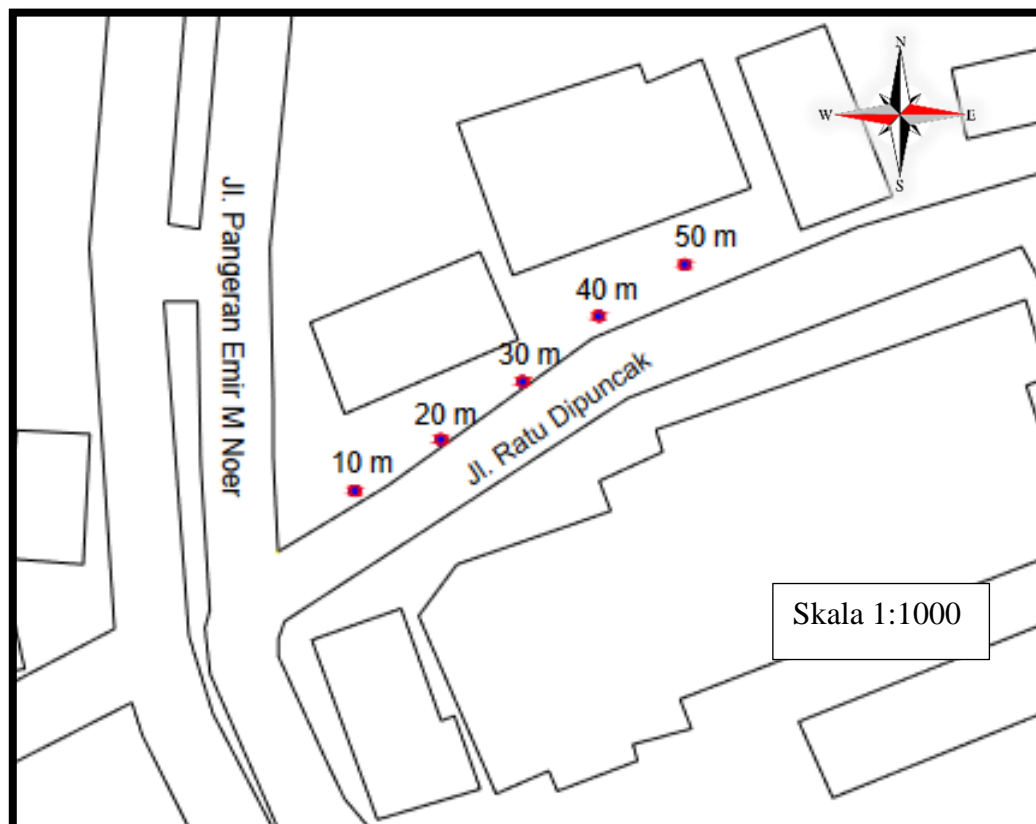 N
W
E
S
50 m
40 m
30 m
20 m
10 m
Jl. Pangeran Emir M Noer
Jl. Ratu Dipuncak
Skala 1:1000